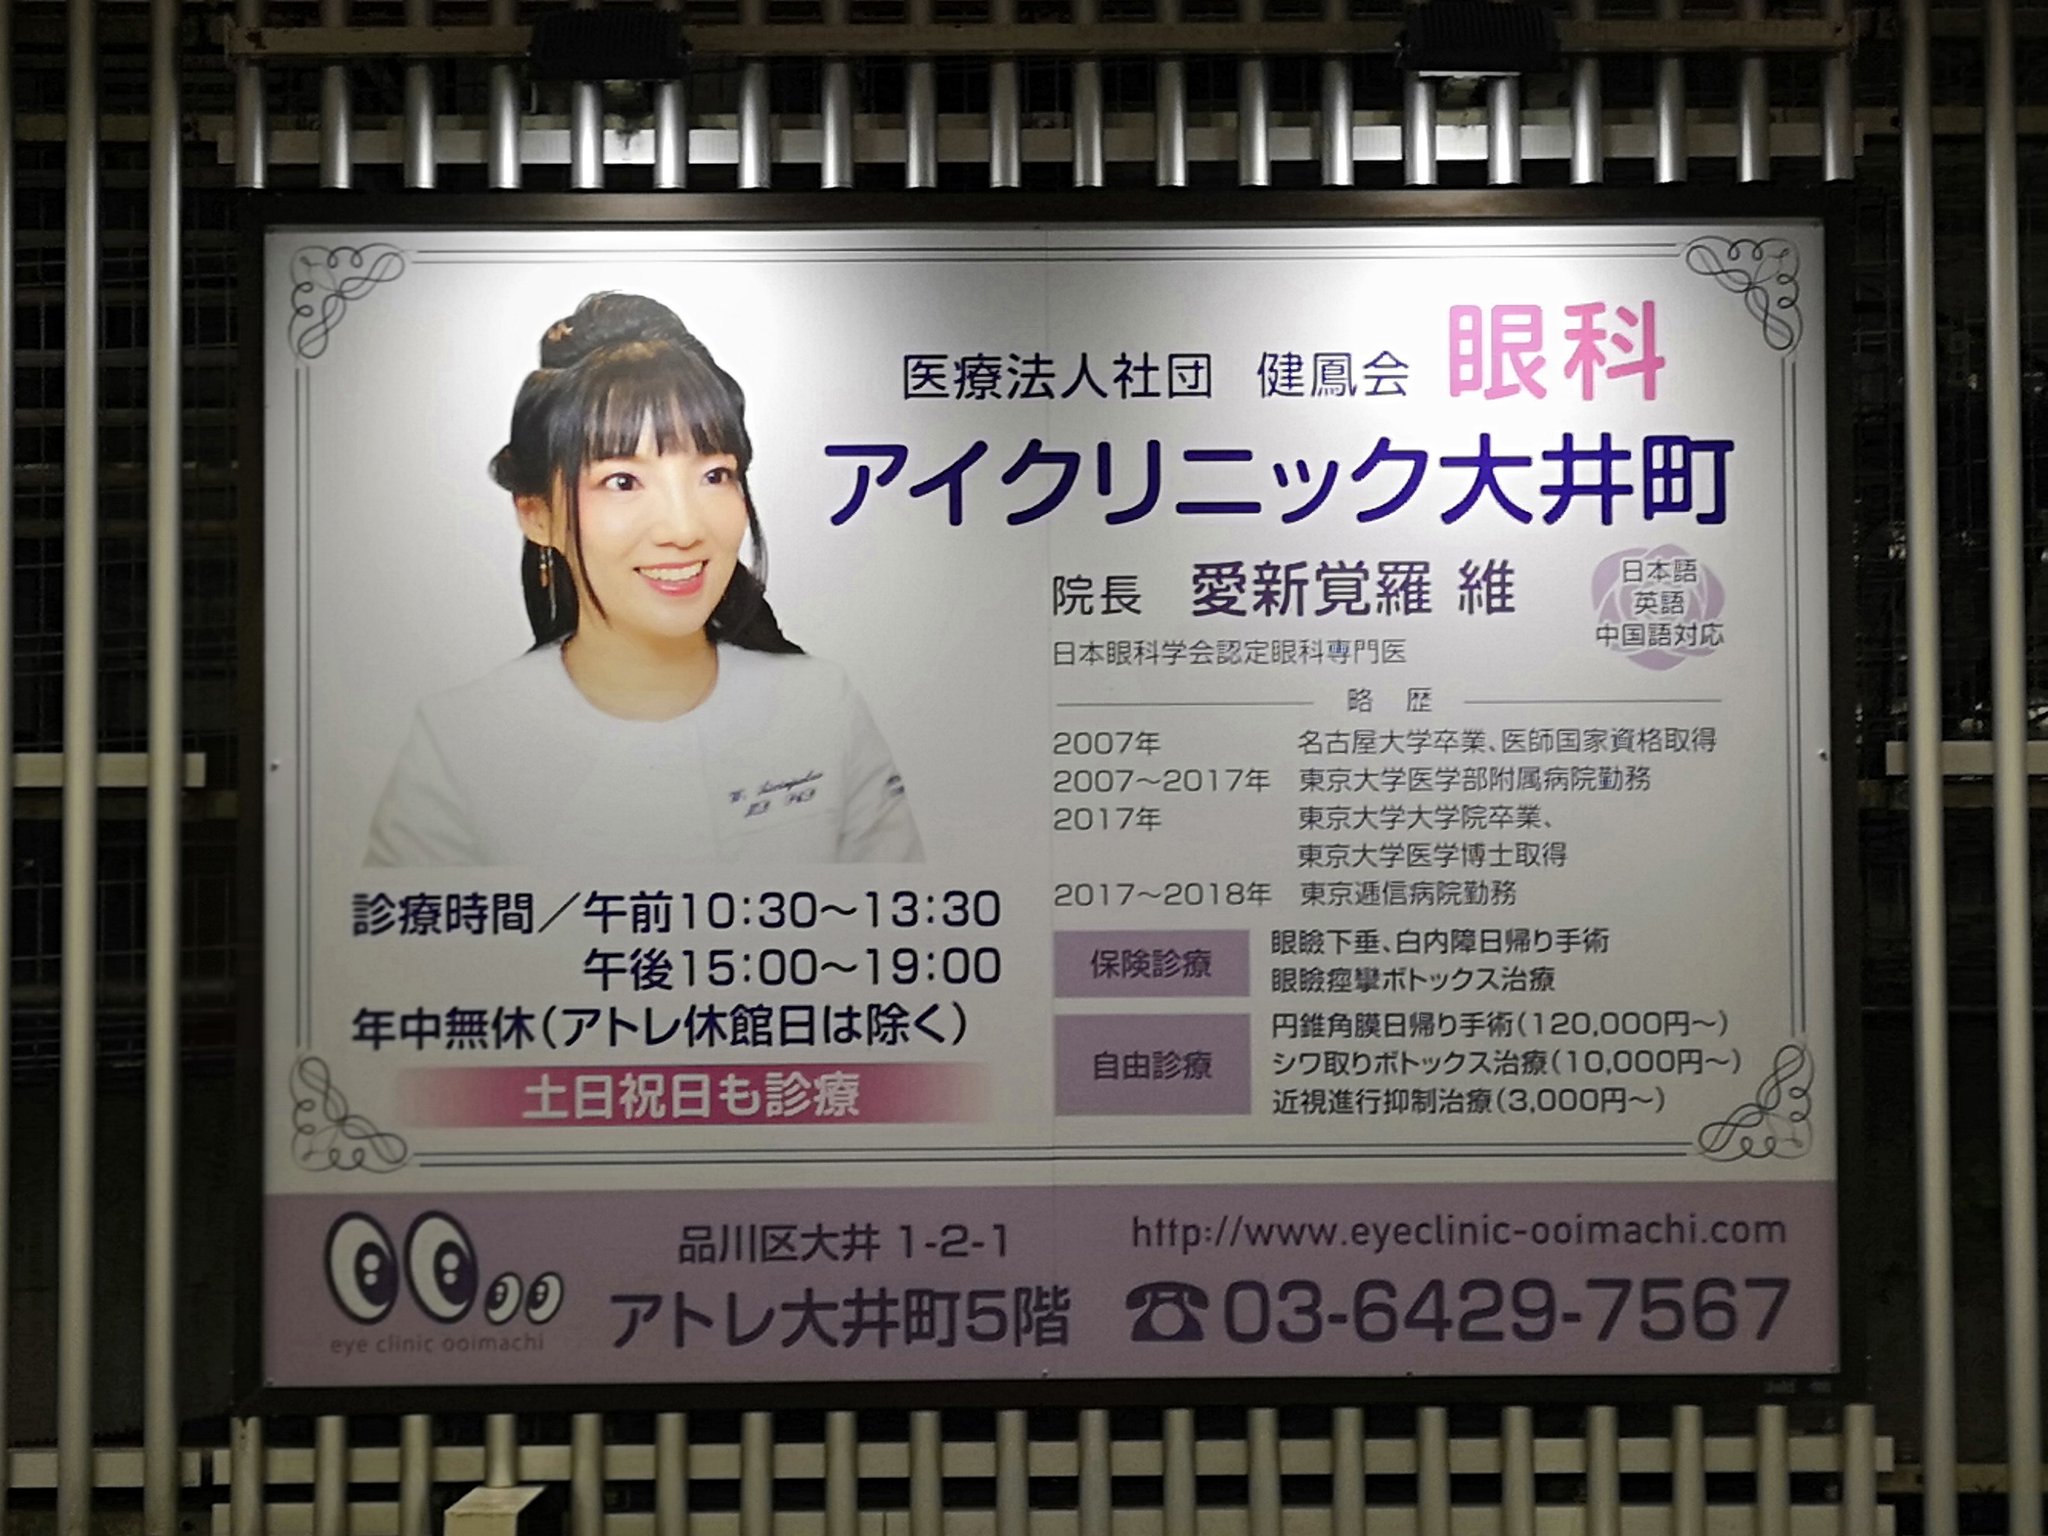 医療法人社団 健鳳会 眼科
アイクリニック大井町
院長 愛新覚羅 維
日本眼科学会認定眼科専門医
日本語
英語
中国語対応
略 歴
2007年 名古屋大学卒業、医師国家資格取得
2007〜2017年 東京大学医学部附属病院勤務
2017年 東京大学大学院卒業、
東京大学医学博士取得
2017〜2018年 東京逓信病院勤務
保険診療
眼瞼下垂、白内障日帰り手術
眼瞼痙攣ボトックス治療
自由診療
円錐角膜日帰り手術(120,000円〜)
シワ取りボトックス治療(10,000円〜)
近視進行抑制治療(3,000円〜)
診療時間/午前10:30〜13:30
午後15:00〜19:00
年中無休(アトレ休館日は除く)
土日祝日も診療
eye clinic ooimachi
品川区大井 1-2-1
アトレ大井町5階
http://www.eyeclinic-ooimachi.com
☎03-6429-7567